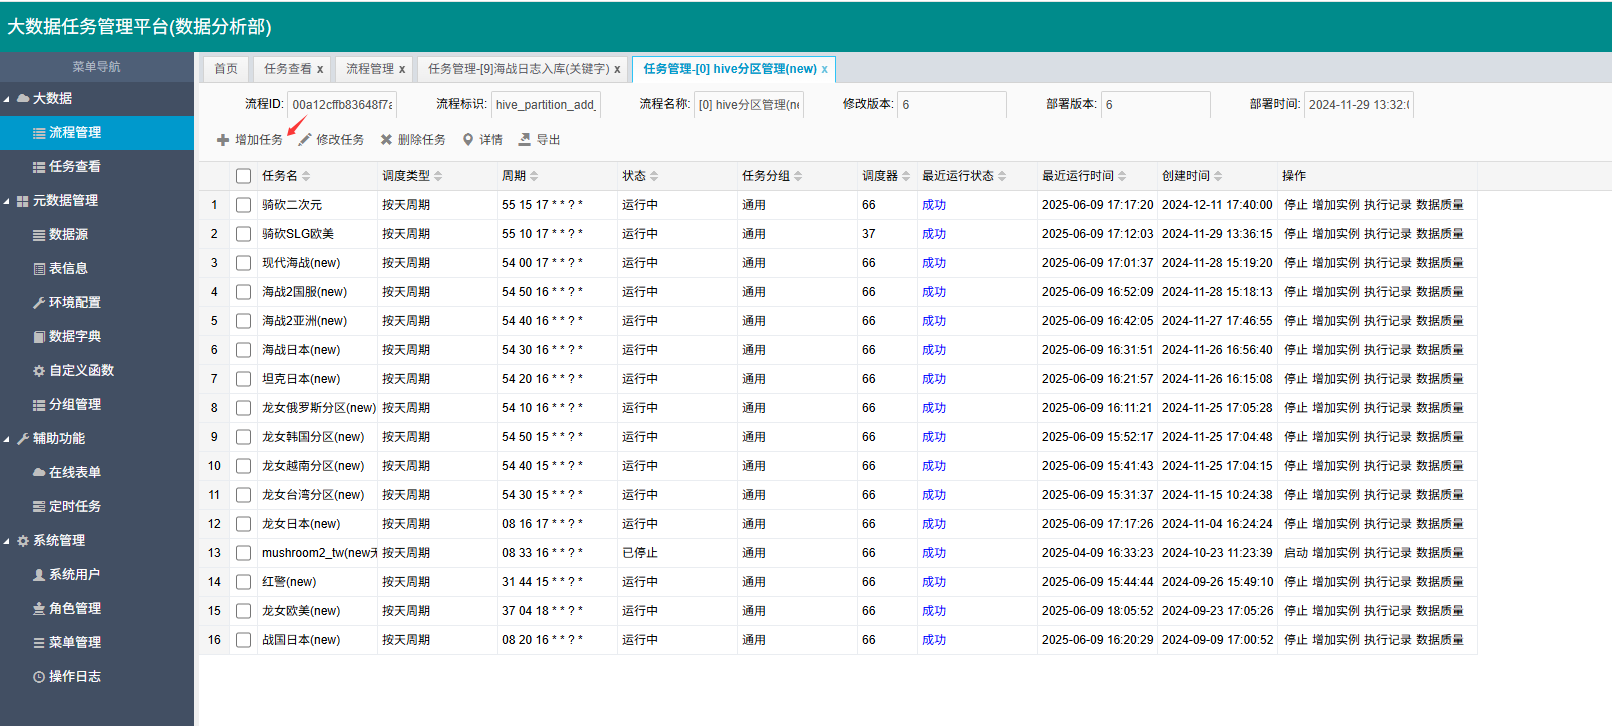 大数据任务管理平台(数据分析部)
菜单导航
大数据
流程管理
任务查看
元数据管理
数据源
表信息
环境配置
数据字典
自定义函数
分组管理
辅助功能
在线表单
定时任务
系统管理
系统用户
角色管理
菜单管理
操作日志
首页 任务查看 x 流程管理 x 任务管理-[9]海战日志入库(关键字) x 任务管理-[0] hive分区管理(new) x
流程ID: 00a12cffb83648f7a 流程标识: hive_partition_add_ 流程名称: [0] hive分区管理(ne 修改版本: 6 部署版本: 6 部署时间: 2024-11-29 13:32:0
增加任务 修改任务 删除任务 详情 导出
任务名 调度类型 周期 状态 任务分组 调度器 最近运行状态 最近运行时间 创建时间 操作
1 骑砍二次元 按天周期 55 15 17 * * ? * 运行中 通用 66 成功 2025-06-09 17:17:20 2024-12-11 17:40:00 停止 增加实例 执行记录 数据质量
2 骑砍SLG欧美 按天周期 55 10 17 * * ? * 运行中 通用 37 成功 2025-06-09 17:12:03 2024-11-29 13:36:15 停止 增加实例 执行记录 数据质量
3 现代海战(new) 按天周期 54 00 17 * * ? * 运行中 通用 66 成功 2025-06-09 17:01:37 2024-11-28 15:19:20 停止 增加实例 执行记录 数据质量
4 海战2国服(new) 按天周期 54 50 16 * * ? * 运行中 通用 66 成功 2025-06-09 16:52:09 2024-11-28 15:18:13 停止 增加实例 执行记录 数据质量
5 海战2亚洲(new) 按天周期 54 40 16 * * ? * 运行中 通用 66 成功 2025-06-09 16:42:05 2024-11-27 17:46:55 停止 增加实例 执行记录 数据质量
6 海战日本(new) 按天周期 54 30 16 * * ? * 运行中 通用 66 成功 2025-06-09 16:31:51 2024-11-26 16:56:40 停止 增加实例 执行记录 数据质量
7 坦克日本(new) 按天周期 54 20 16 * * ? * 运行中 通用 66 成功 2025-06-09 16:21:57 2024-11-26 16:15:08 停止 增加实例 执行记录 数据质量
8 龙女俄罗斯分区(new) 按天周期 54 10 16 * * ? * 运行中 通用 66 成功 2025-06-09 16:11:21 2024-11-25 17:05:28 停止 增加实例 执行记录 数据质量
9 龙女韩国分区(new) 按天周期 54 50 15 * * ? * 运行中 通用 66 成功 2025-06-09 15:52:17 2024-11-25 17:04:48 停止 增加实例 执行记录 数据质量
10 龙女越南分区(new) 按天周期 54 40 15 * * ? * 运行中 通用 66 成功 2025-06-09 15:41:43 2024-11-25 17:04:15 停止 增加实例 执行记录 数据质量
11 龙女台湾分区(new) 按天周期 54 30 15 * * ? * 运行中 通用 66 成功 2025-06-09 15:31:37 2024-11-15 10:24:38 停止 增加实例 执行记录 数据质量
12 龙女日本(new) 按天周期 08 16 17 * * ? * 运行中 通用 66 成功 2025-06-09 17:17:26 2024-11-04 16:24:24 停止 增加实例 执行记录 数据质量
13 mushroom2_tw(new无 按天周期 08 33 16 * * ? * 已停止 通用 66 成功 2025-04-09 16:33:23 2024-10-23 11:23:39 启动 增加实例 执行记录 数据质量
14 红警(new) 按天周期 31 44 15 * * ? * 运行中 通用 66 成功 2025-06-09 15:44:44 2024-09-26 15:49:10 停止 增加实例 执行记录 数据质量
15 龙女欧美(new) 按天周期 37 04 18 * * ? * 运行中 通用 66 成功 2025-06-09 18:05:52 2024-09-23 17:05:26 停止 增加实例 执行记录 数据质量
16 战国日本(new) 按天周期 08 20 16 * * ? * 运行中 通用 66 成功 2025-06-09 16:20:29 2024-09-09 17:00:52 停止 增加实例 执行记录 数据质量